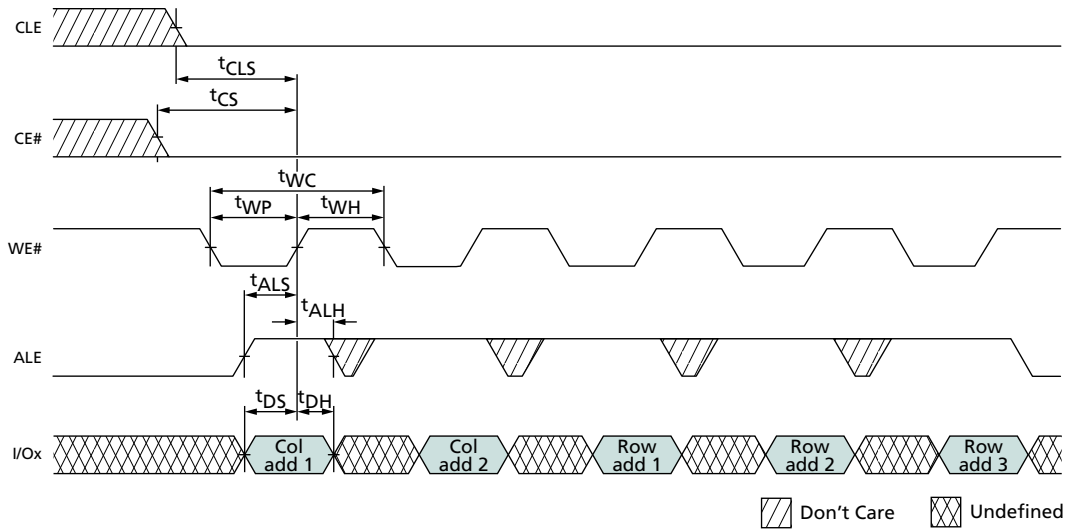 CLE
tCLS
tCS
CE#
tWC
tWP
tWH
WE#
tALS
tALH
ALE
tDS
tDH
I/Ox
Col add 1
Col add 2
Row add 1
Row add 2
Row add 3
Don't Care
Undefined